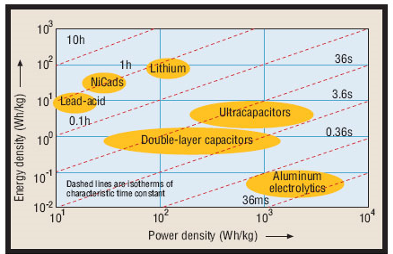 10³
10h
10²
1h
Lithium
36s
NiCads
3.6s
10¹
Lead-acid
Ultracapacitors
0.1h
0.36s
10⁰
Double-layer capacitors
10⁻¹
Aluminum
electrolytics
Dashed lines are isotherms of
characteristic time constant
36ms
10⁻²
10¹
10²
10³
10⁴
Energy density (Wh/kg)
Power density (Wh/kg)